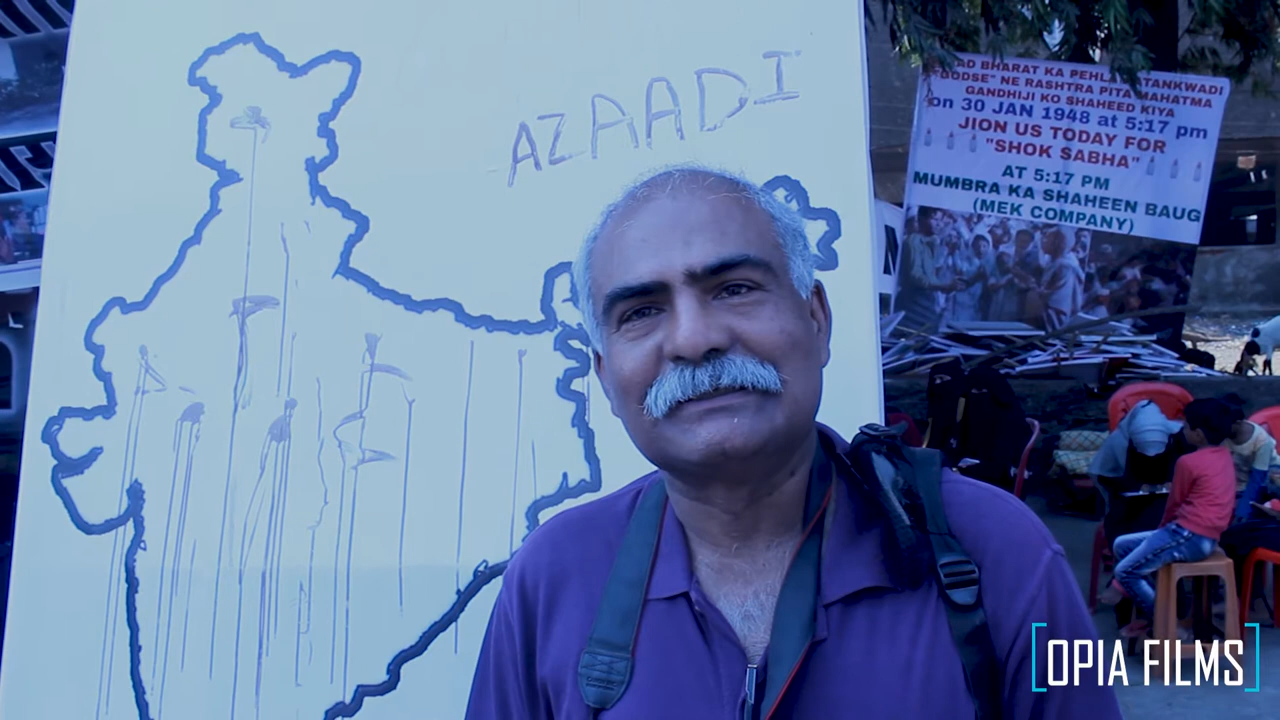 AZAADI
AD BHARAT KA PEHLA ATANKWADI
"GODSE" NE RASHTRA PITA MAHATMA
GANDHIJI KO SHAHEED KIYA
on 30 JAN 1948 at 5:17 pm
JION US TODAY FOR
"SHOK SABHA"
AT 5:17 PM
MUMBRA KA SHAHEEN BAUG
(MEK COMPANY)
OPIA FILMS